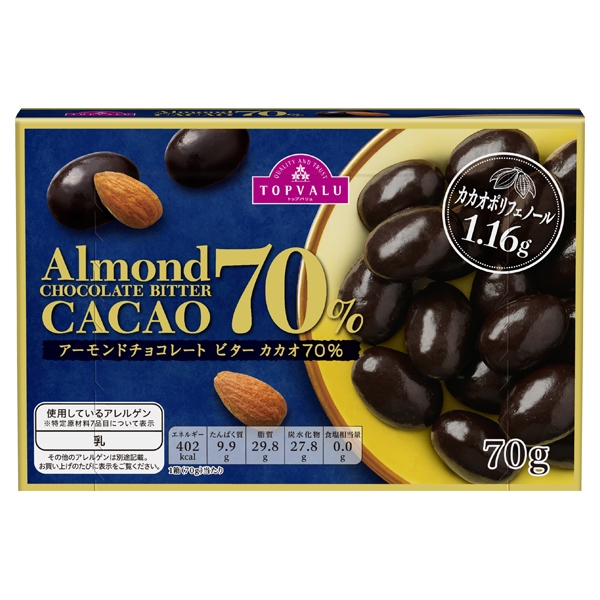 Almond 70%
CACAO
QUALITY AND TRUST
TOPVALU
トップバリュ
カカオポリフェノール
1.16g
Almond
CHOCOLATE BITTER
CACAO
70%
アーモンドチョコレート ビター カカオ70%
使用しているアレルゲン
※特定原材料7品目について表示
乳
その他のアレルゲンは別途記載。
お買い上げのたびに表示をご覧ください。
エネルギー たんぱく質 脂質 炭水化物 食塩相当量
402 9.9 29.8 27.8 0.0
kcal g g g g
1箱(70g)当たり
70g